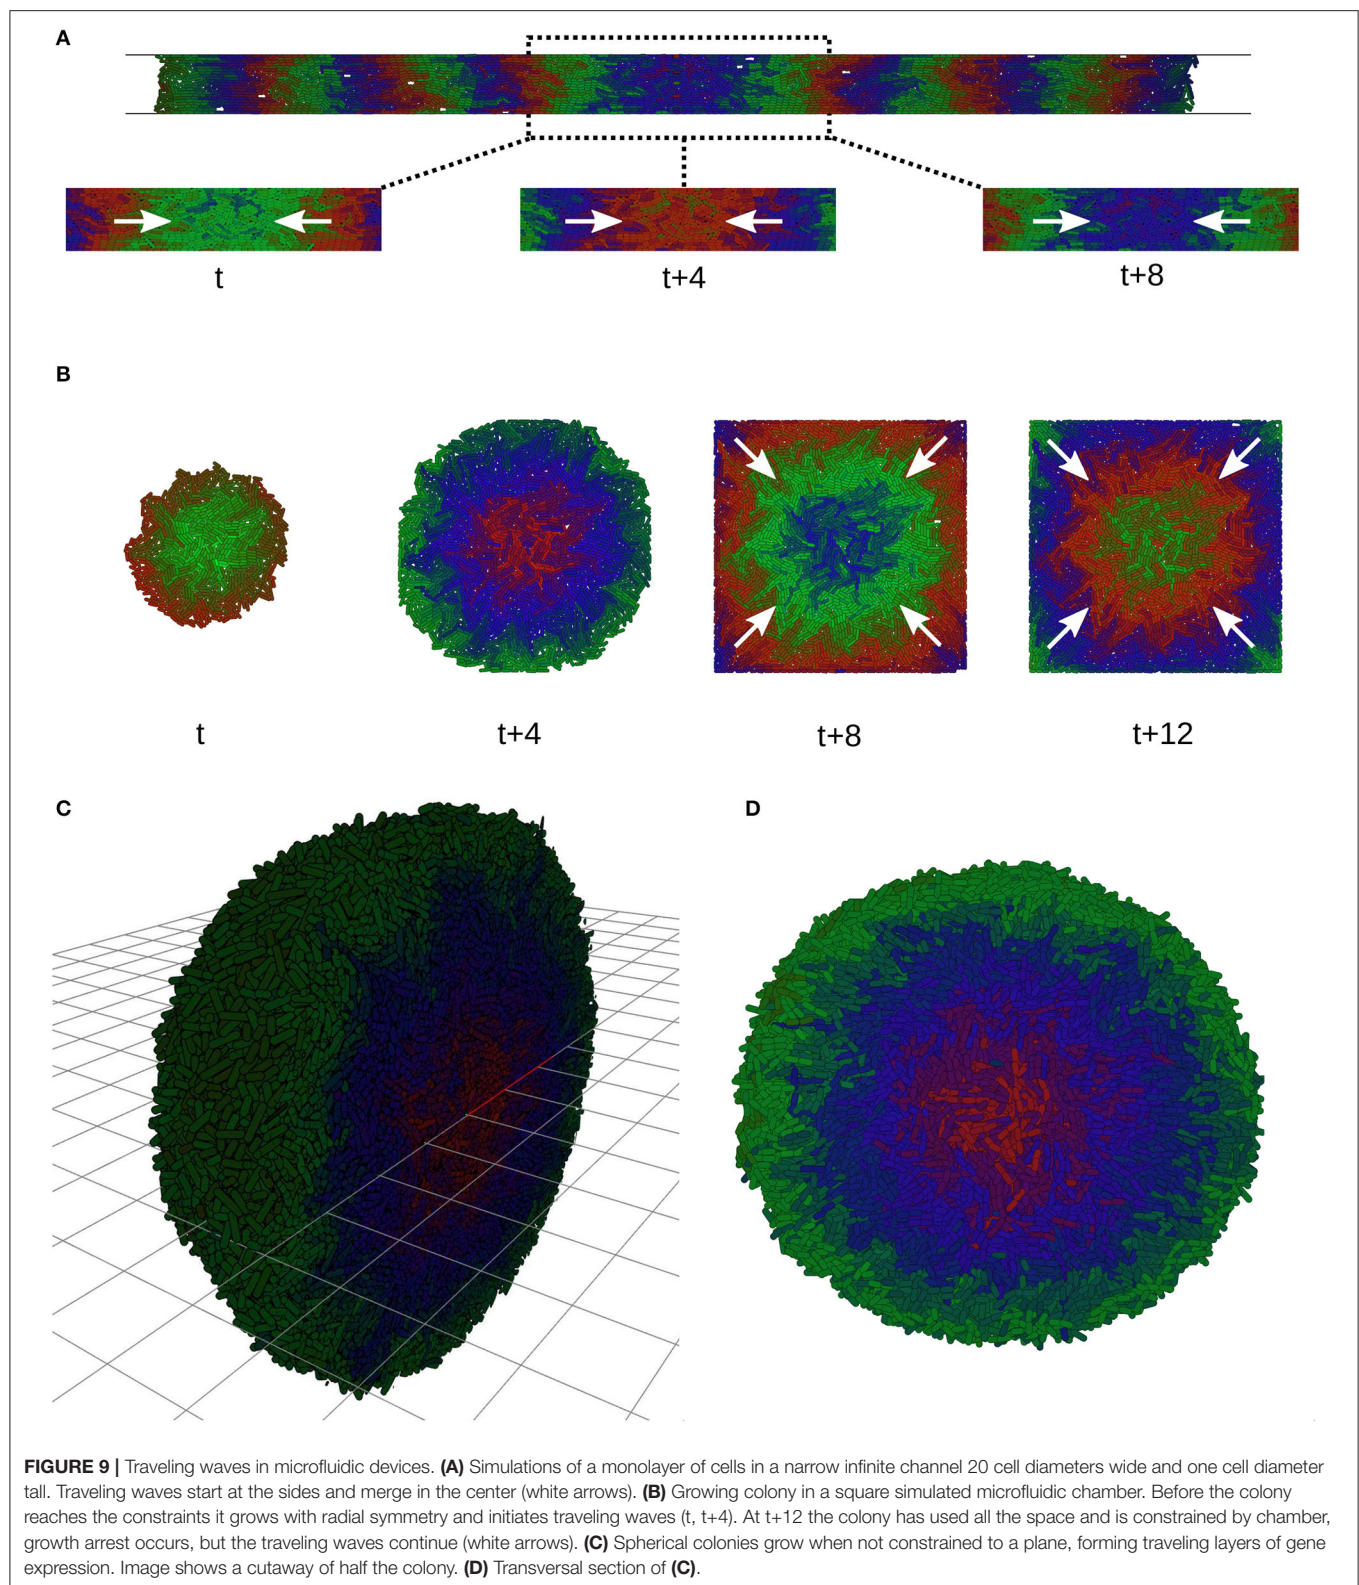 A
t
t+4
t+8
B
t
t+4
t+8
t+12
C
D
FIGURE 9 | Traveling waves in microfluidic devices. (A) Simulations of a monolayer of cells in a narrow infinite channel 20 cell diameters wide and one cell diameter
tall. Traveling waves start at the sides and merge in the center (white arrows). (B) Growing colony in a square simulated microfluidic chamber. Before the colony
reaches the constraints it grows with radial symmetry and initiates traveling waves (t, t+4). At t+12 the colony has used all the space and is constrained by chamber,
growth arrest occurs, but the traveling waves continue (white arrows). (C) Spherical colonies grow when not constrained to a plane, forming traveling layers of gene
expression. Image shows a cutaway of half the colony. (D) Transversal section of (C).